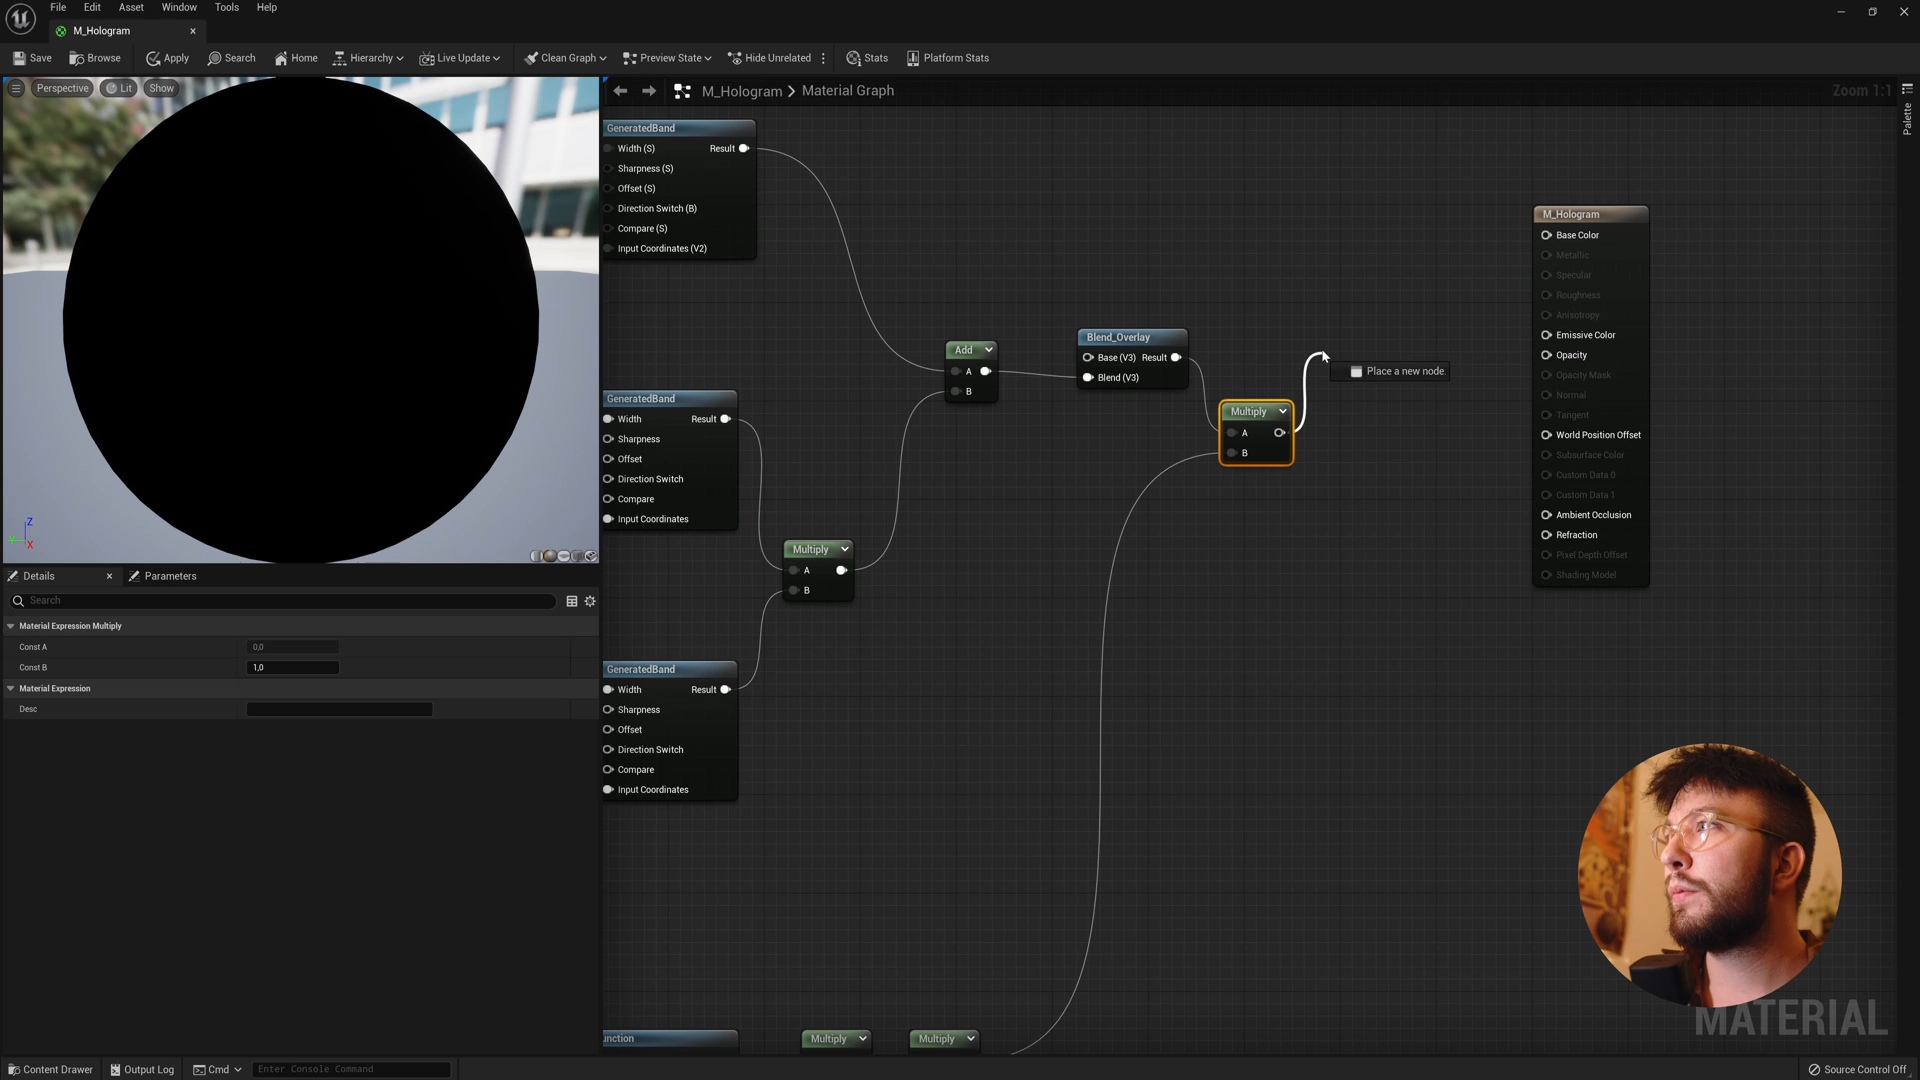 File Edit Asset Window Tools Help
M_Hologram
Save Browse Apply Search Home Hierarchy Live Update Clean Graph Preview State Hide Unrelated Stats Platform Stats
Perspective Lit Show
M_Hologram > Material Graph
Zoom 1:1
Palette
GeneratedBand
Width (S) Result
Sharpness (S)
Offset (S)
Direction Switch (B)
Compare (S)
Input Coordinates (V2)
M_Hologram
Base Color
Metallic
Specular
Roughness
Anisotropy
Emissive Color
Opacity
Opacity Mask
Normal
Tangent
World Position Offset
Subsurface Color
Custom Data 0
Custom Data 1
Ambient Occlusion
Refraction
Pixel Depth Offset
Shading Model
Add
A
B
Blend_Overlay
Base (V3) Result
Blend (V3)
Place a new node.
Multiply
A
B
GeneratedBand
Width Result
Sharpness
Offset
Direction Switch
Compare
Input Coordinates
Multiply
A
B
GeneratedBand
Width Result
Sharpness
Offset
Direction Switch
Compare
Input Coordinates
unction
Multiply
Multiply
MATERIAL
Z
Y
X
Details Parameters
Search
Material Expression Multiply
Const A 0,0
Const B 1,0
Material Expression
Desc
Content Drawer Output Log Cmd Enter Console Command Source Control Off